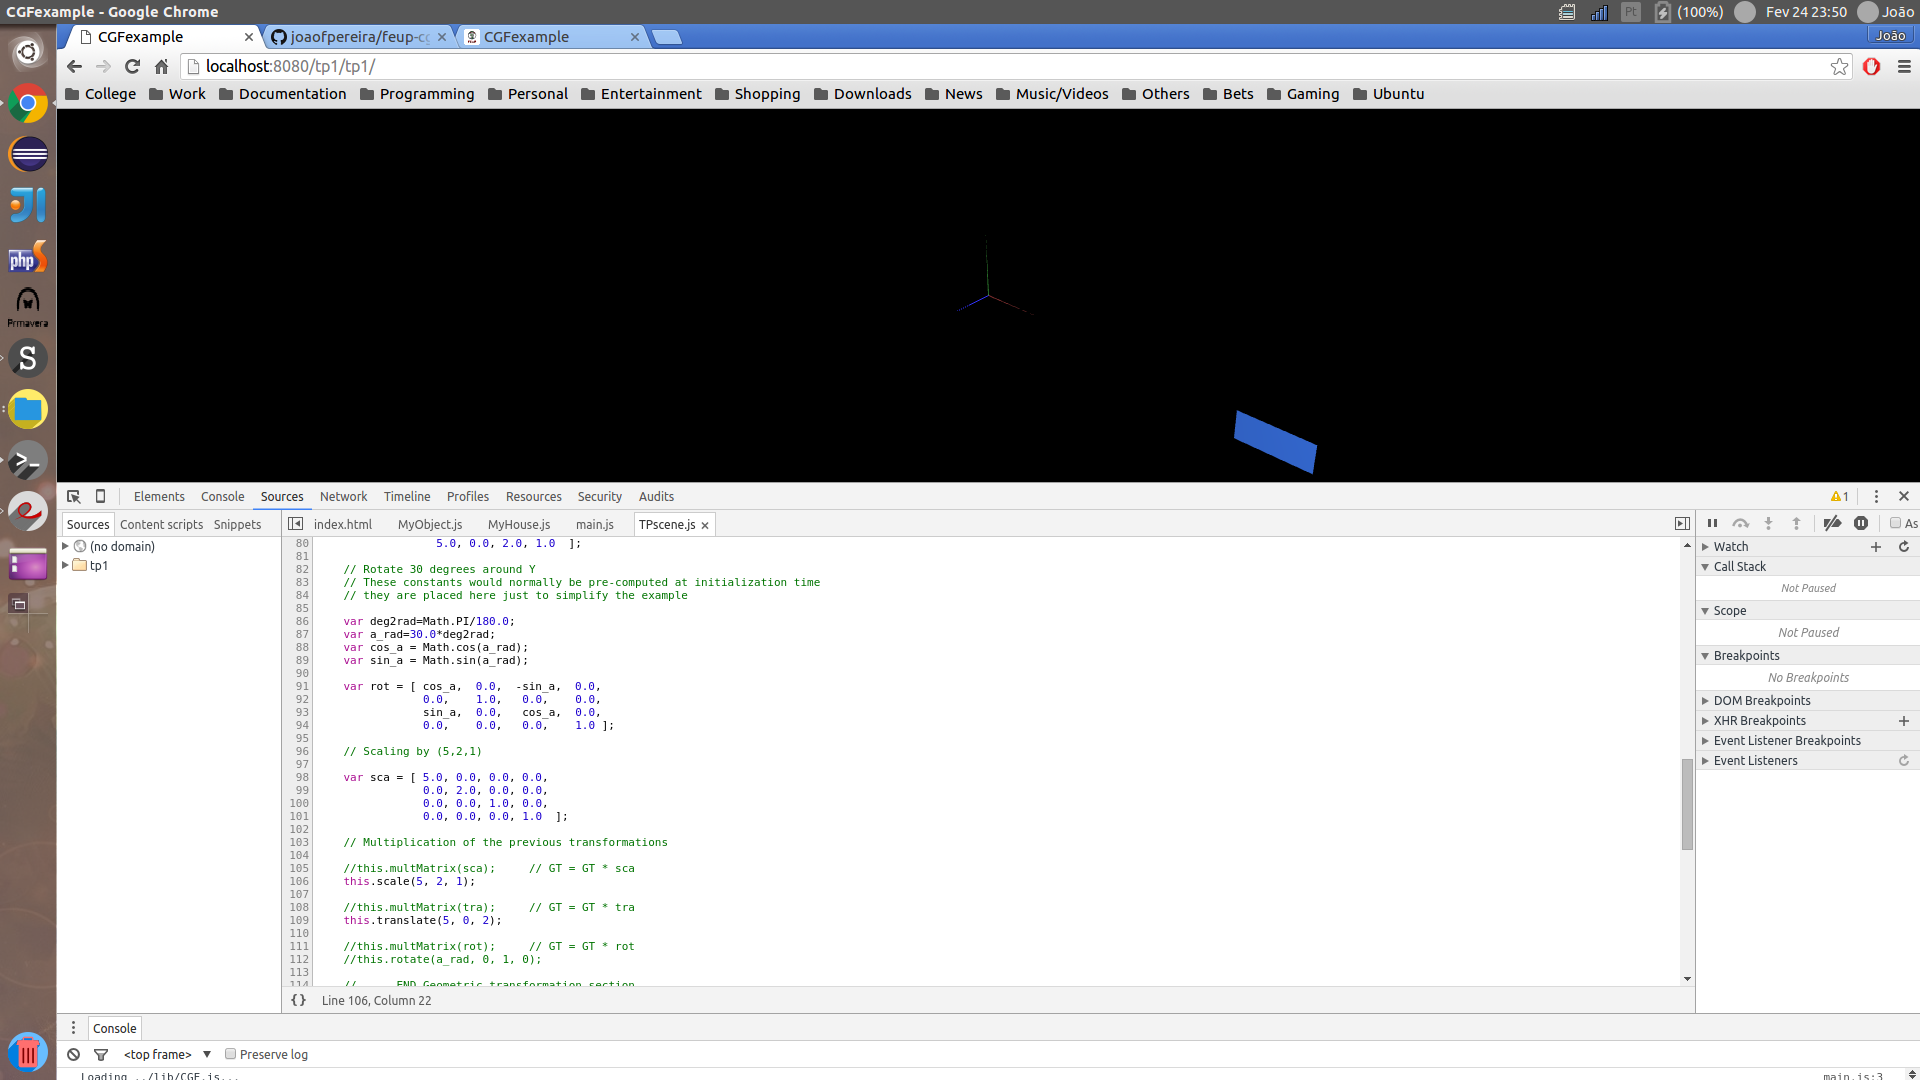 CGFexample - Google Chrome
Pt (100%) Fev 24 23:50 João
CGFexample joaofpereira/feup-cg CGFexample João
localhost:8080/tp1/tp1/
College Work Documentation Programming Personal Entertainment Shopping Downloads News Music/Videos Others Bets Gaming Ubuntu
php
Prmavera
Elements Console Sources Network Timeline Profiles Resources Security Audits 1
Sources Content scripts Snippets index.html MyObject.js MyHouse.js main.js TPscene.js As
(no domain)
tp1
80 5.0, 0.0, 2.0, 1.0 ];
81
82 // Rotate 30 degrees around Y
83 // These constants would normally be pre-computed at initialization time
84 // they are placed here just to simplify the example
85
86 var deg2rad=Math.PI/180.0;
87 var a_rad=30.0*deg2rad;
88 var cos_a = Math.cos(a_rad);
89 var sin_a = Math.sin(a_rad);
90
91 var rot = [ cos_a, 0.0, -sin_a, 0.0,
92 0.0, 1.0, 0.0, 0.0,
93 sin_a, 0.0, cos_a, 0.0,
94 0.0, 0.0, 0.0, 1.0 ];
95
96 // Scaling by (5,2,1)
97
98 var sca = [ 5.0, 0.0, 0.0, 0.0,
99 0.0, 2.0, 0.0, 0.0,
100 0.0, 0.0, 1.0, 0.0,
101 0.0, 0.0, 0.0, 1.0 ];
102
103 // Multiplication of the previous transformations
104
105 //this.multMatrix(sca); // GT = GT * sca
106 this.scale(5, 2, 1);
107
108 //this.multMatrix(tra); // GT = GT * tra
109 this.translate(5, 0, 2);
110
111 //this.multMatrix(rot); // GT = GT * rot
112 //this.rotate(a_rad, 0, 1, 0);
113
114 // ---- END Geometric transformation section
{} Line 106, Column 22
Watch
Call Stack
Not Paused
Scope
Not Paused
Breakpoints
No Breakpoints
DOM Breakpoints
XHR Breakpoints
Event Listener Breakpoints
Event Listeners
Console
<top frame> Preserve log
Loading ../lib/CGF.js... main.js:3